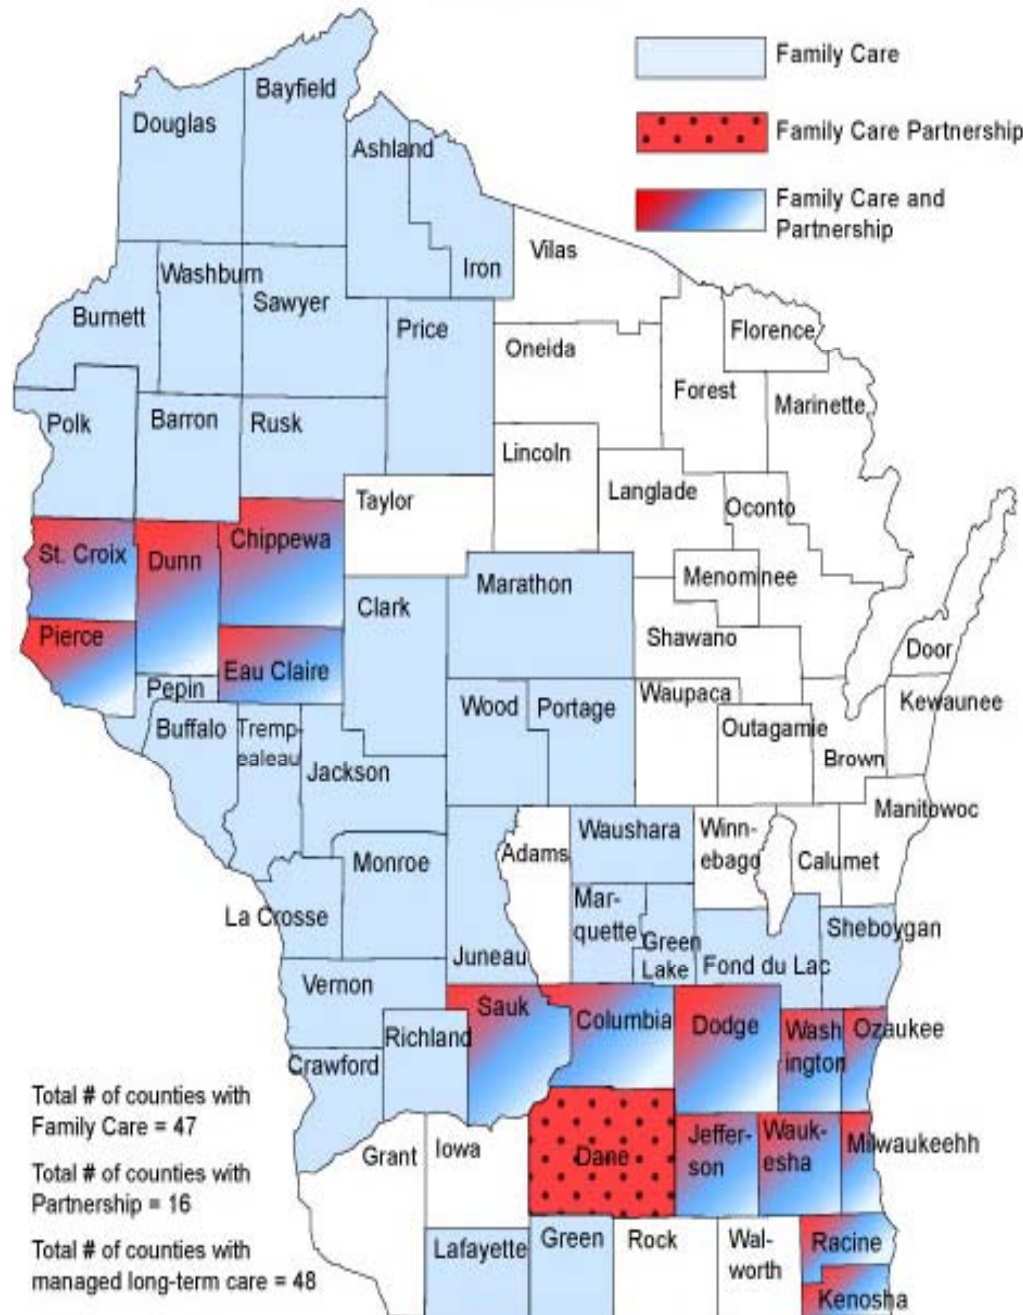 Family Care
Family Care Partnership
Family Care and
Partnership
Bayfield
Douglas
Ashland
Vilas
Iron
Washburn
Sawyer
Burnett
Price
Florence
Oneida
Forest
Marinette
Polk
Barron
Rusk
Lincoln
Langlade
Taylor
Oconto
Chippewa
St. Croix
Dunn
Marathon
Menominee
Clark
Pierce
Shawano
Door
Eau Claire
Pepin
Waupaca
Kewaunee
Wood
Portage
Buffalo
Tremp-
ealeau
Outagamie
Brown
Jackson
Manitowoc
Waushara
Winn-
ebago
Adams
Calumet
Monroe
Mar-
quette
La Crosse
Sheboygan
Green
Lake
Juneau
Fond du Lac
Vernon
Sauk
Columbia
Dodge
Wash
ington
Ozaukee
Richland
Crawford
Total # of counties with
Family Care = 47
Jeffer-
son
Wauk-
esha
Milwaukeehh
Grant
Iowa
Dane
Total # of counties with
Partnership = 16
Total # of counties with
managed long-term care = 48
Lafayette
Green
Rock
Wal-
worth
Racine
Kenosha